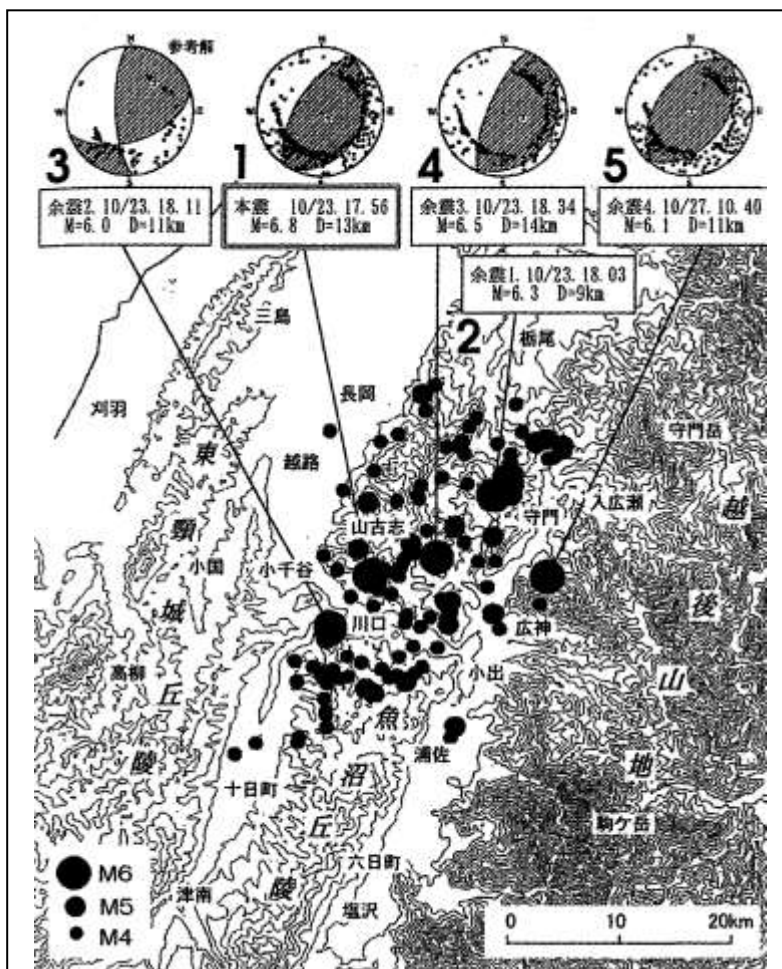 参考解
N
N
N
N
W
E
W
E
W
E
W
E
S
S
S
S
3
1
4
5
余震2.10/23.18.11
M=6.0 D=11km
本震 10/23.17.56
M=6.8 D=13km
余震3.10/23.18.34
M=6.5 D=14km
余震4.10/27.10.40
M=6.1 D=11km
余震1.10/23.18.03
M=6.3 D=9km
2
三島
栃尾
刈羽
長岡
守門岳
越路
東頸城丘陵
山古志
守門
入広瀬
越後山地
小国
小千谷
川口
広神
高柳
小出
魚沼丘陵
浦佐
十日町
駒ケ岳
六日町
津南
塩沢
M6
M5
M4
0 10 20km